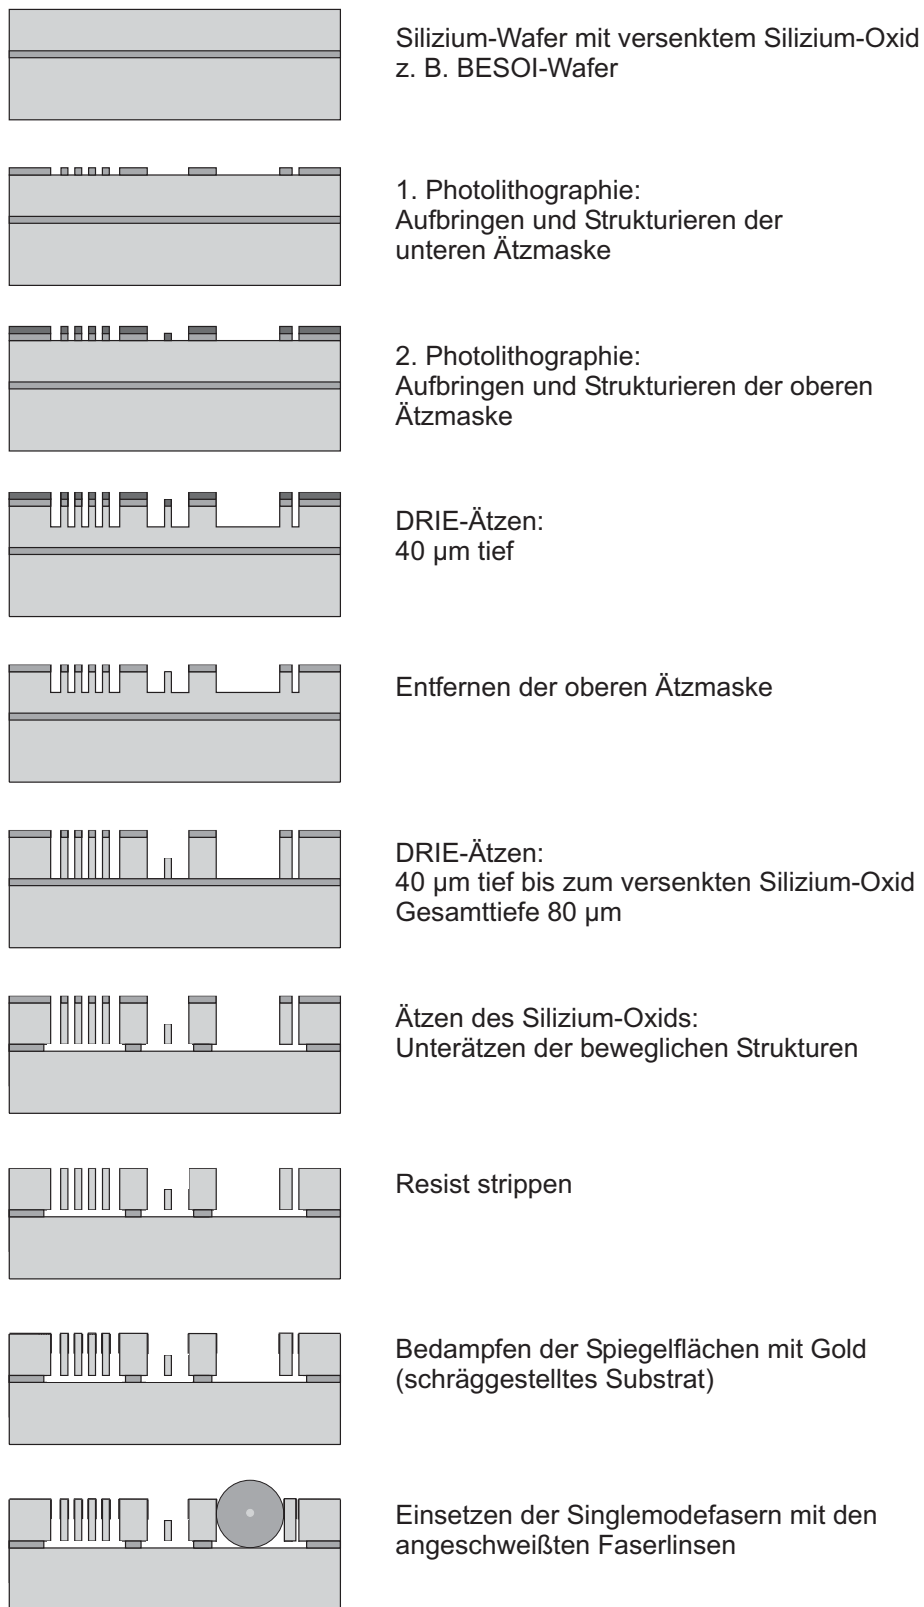 Silizium-Wafer mit versenktem Silizium-Oxid
z. B. BESOI-Wafer
1. Photolithographie:
Aufbringen und Strukturieren der
unteren Ätzmaske
2. Photolithographie:
Aufbringen und Strukturieren der oberen
Ätzmaske
DRIE-Ätzen:
40 µm tief
Entfernen der oberen Ätzmaske
DRIE-Ätzen:
40 µm tief bis zum versenkten Silizium-Oxid
Gesamttiefe 80 µm
Ätzen des Silizium-Oxids:
Unterätzen der beweglichen Strukturen
Resist strippen
Bedampfen der Spiegelflächen mit Gold
(schräggestelltes Substrat)
Einsetzen der Singlemodefasern mit den
angeschweißten Faserlinsen